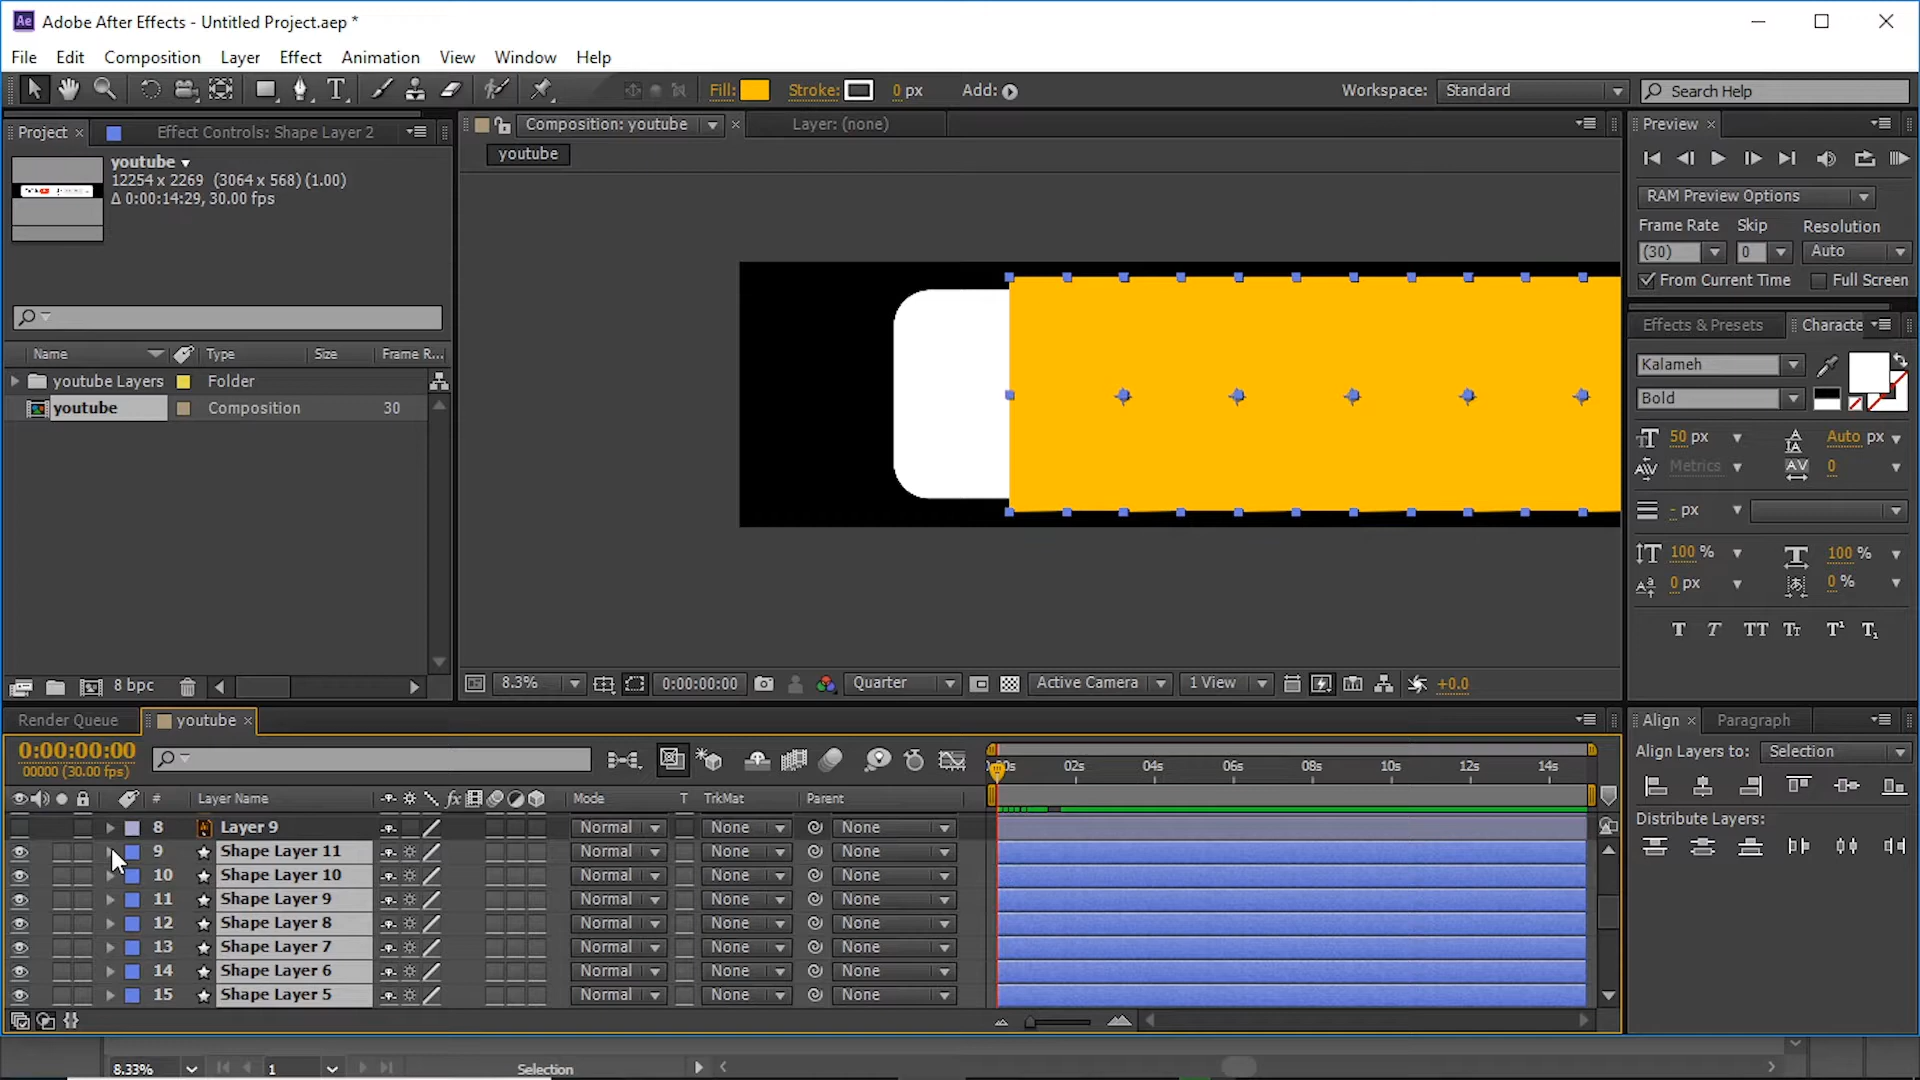 Ae Adobe After Effects - Untitled Project.aep *
File Edit Composition Layer Effect Animation View Window Help
Fill: Stroke: 0 px Add: Workspace: Standard Search Help
Project × Effect Controls: Shape Layer 2
youtube
12254 x 2269 (3064 x 568) (1.00)
Δ 0:00:14:29, 30.00 fps
Name Type Size Frame R...
youtube Layers Folder
youtube Composition 30
8 bpc
Composition: youtube × Layer: (none)
youtube
8.3% 0:00:00:00 Quarter Active Camera 1 View +0.0
Preview ×
RAM Preview Options
Frame Rate Skip Resolution
(30) 0 Auto
From Current Time Full Screen
Effects & Presets Characte
Kalameh
Bold
50 px Auto px
Metrics 0
- px
100 % 100 %
0 px 0 %
T T TT Tt T¹ T₁
Render Queue youtube ×
0:00:00:00
00000 (30.00 fps)
# Layer Name fx Mode T TrkMat Parent
02s 04s 06s 08s 10s 12s 14s
8 Layer 9 Normal None None
9 Shape Layer 11 Normal None None
10 Shape Layer 10 Normal None None
11 Shape Layer 9 Normal None None
12 Shape Layer 8 Normal None None
13 Shape Layer 7 Normal None None
14 Shape Layer 6 Normal None None
15 Shape Layer 5 Normal None None
Align × Paragraph
Align Layers to: Selection
Distribute Layers:
8.33% 1 Selection